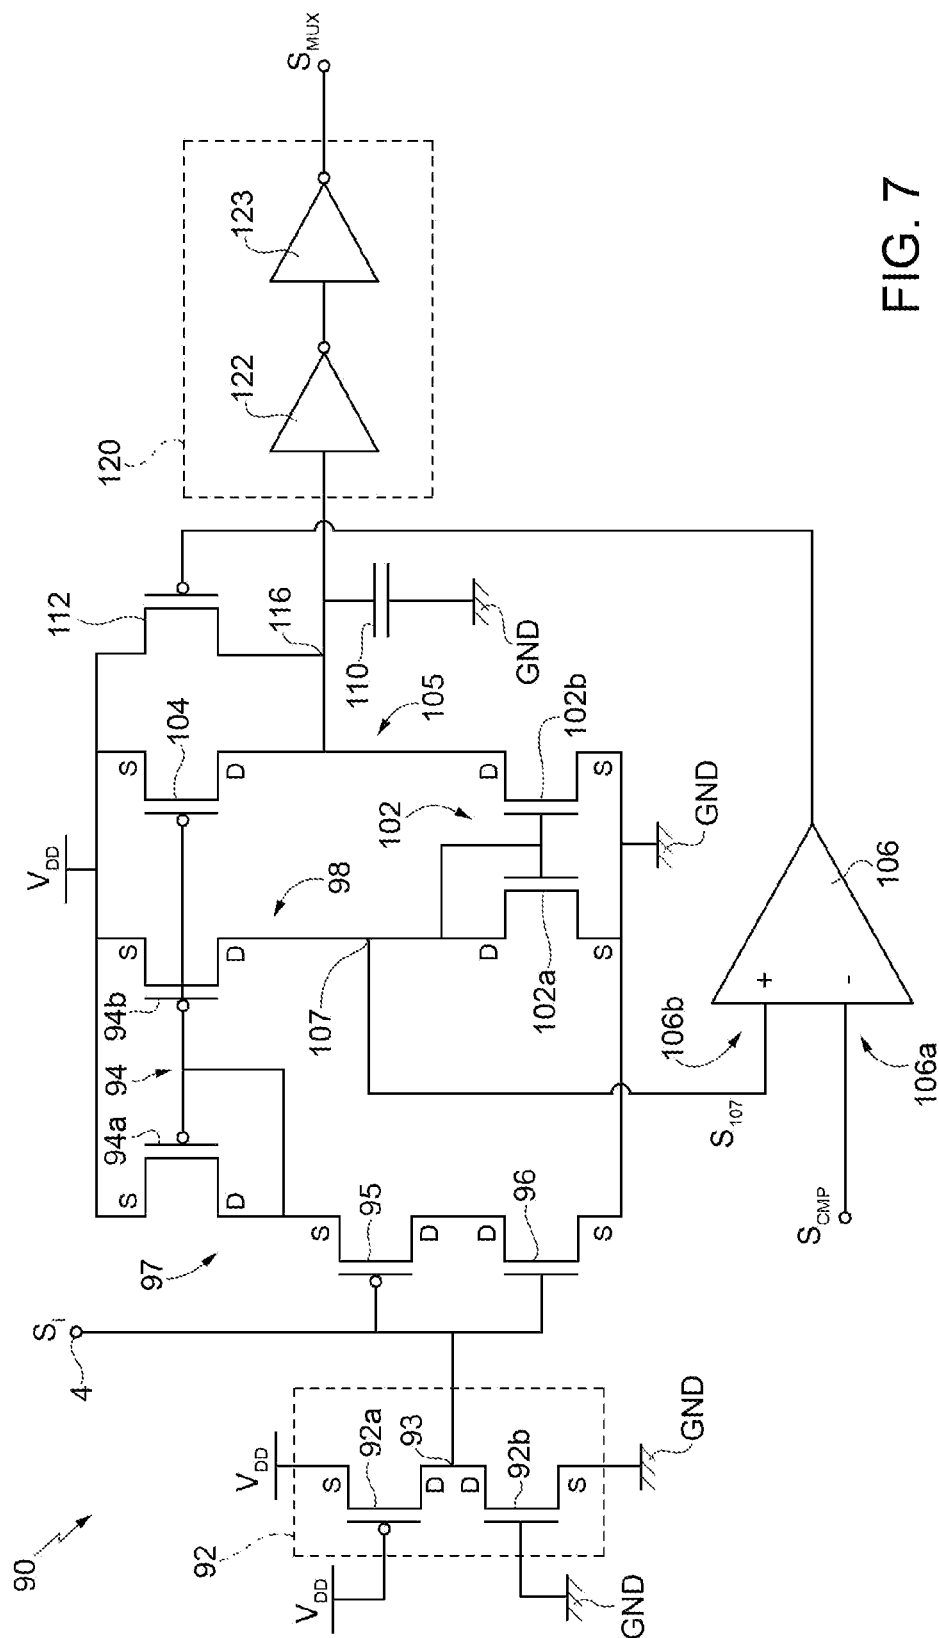 90
92
V_DD
V_DD
S
92a
D
93
D
92b
S
GND
GND
4
S_i
97
S
94a
D
94
94b
S
D
S
95
D
D
96
S
V_DD
98
107
S
104
D
102
D
102a
S
D
102b
S
GND
105
112
116
110
GND
120
122
123
S_MUX
S_CMP
S_107
106b
106a
+
-
106
FIG. 7